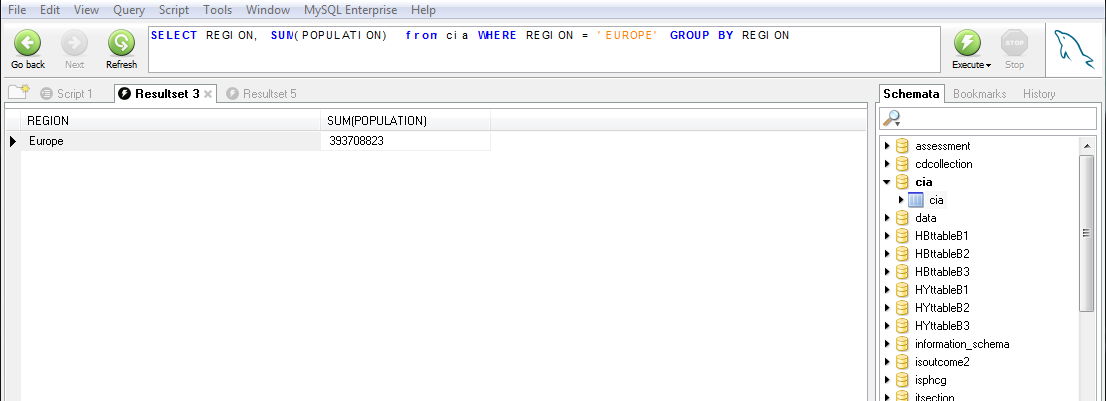 File Edit View Query Script Tools Window MySQL Enterprise Help
SELECT REGION, SUM(POPULATION) from cia WHERE REGION = 'EUROPE' GROUP BY REGION
Go back Next Refresh Execute Stop
Script 1 Resultset 3 Resultset 5
Schemata Bookmarks History
REGION SUM(POPULATION)
Europe 393708823
assessment
cdcollection
cia
cia
data
HBttableB1
HBttableB2
HBttableB3
HYttableB1
HYttableB2
HYttableB3
information_schema
isoutcome2
isphcg
itsection